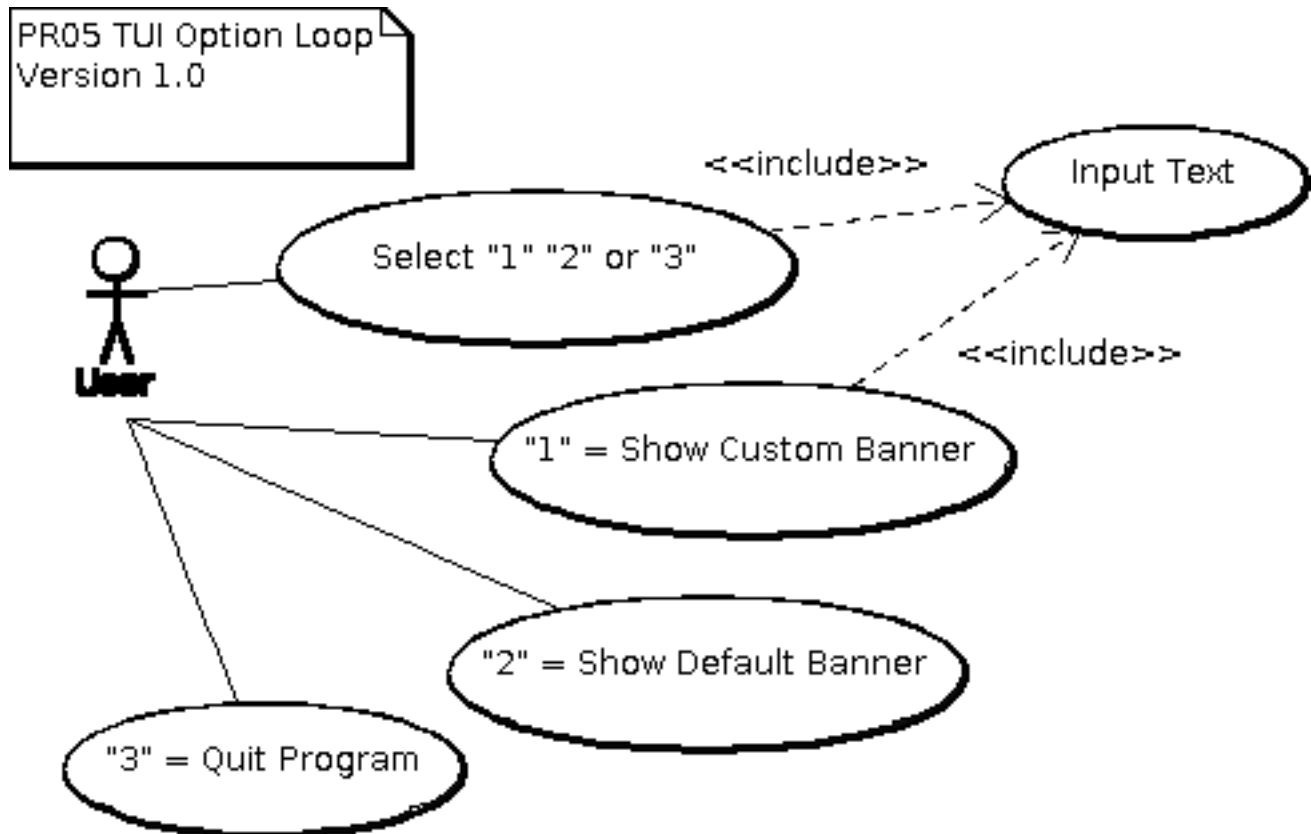 PR05 TUI Option Loop
Version 1.0
<<include>>
Input Text
Select "1" "2" or "3"
User
<<include>>
"1" = Show Custom Banner
"2" = Show Default Banner
"3" = Quit Program